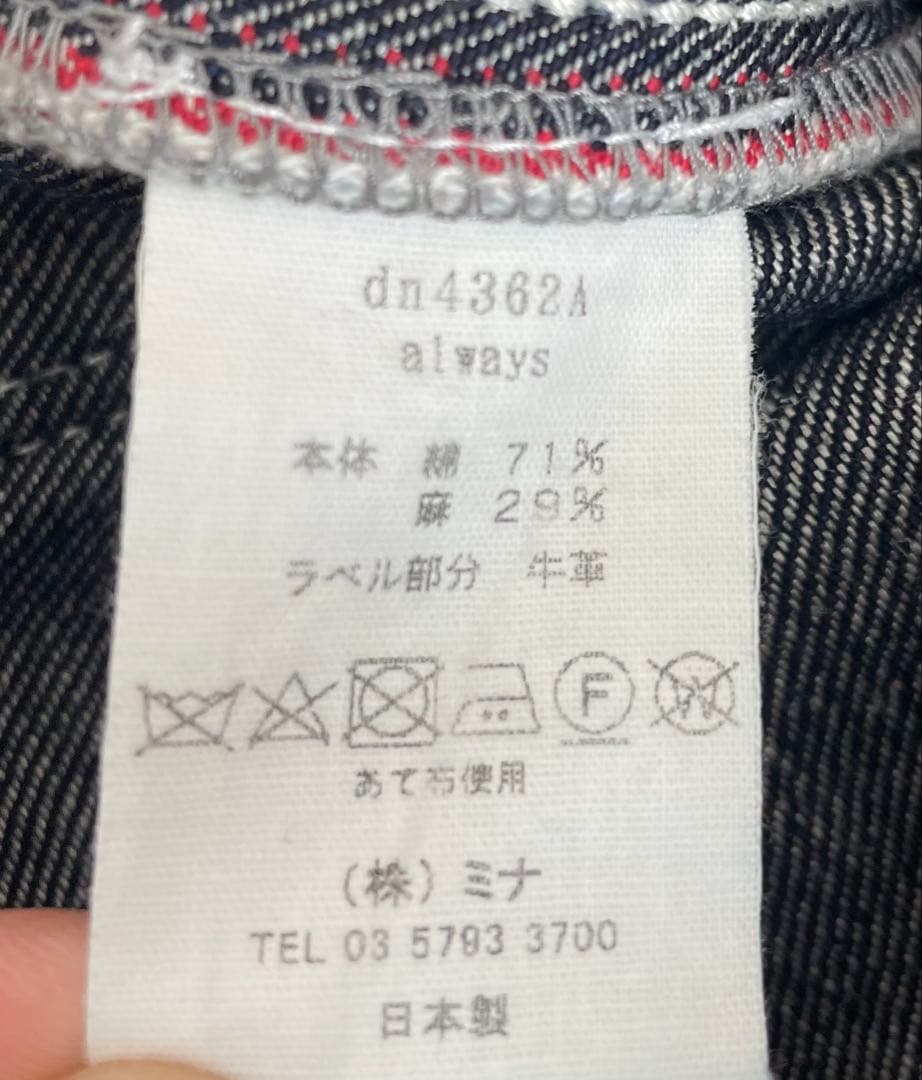 dn4362A
always
本体 綿 71%
麻 29%
ラベル部分 牛革
F W
あて布使用
(株)ミナ
TEL 03 5793 3700
日本製